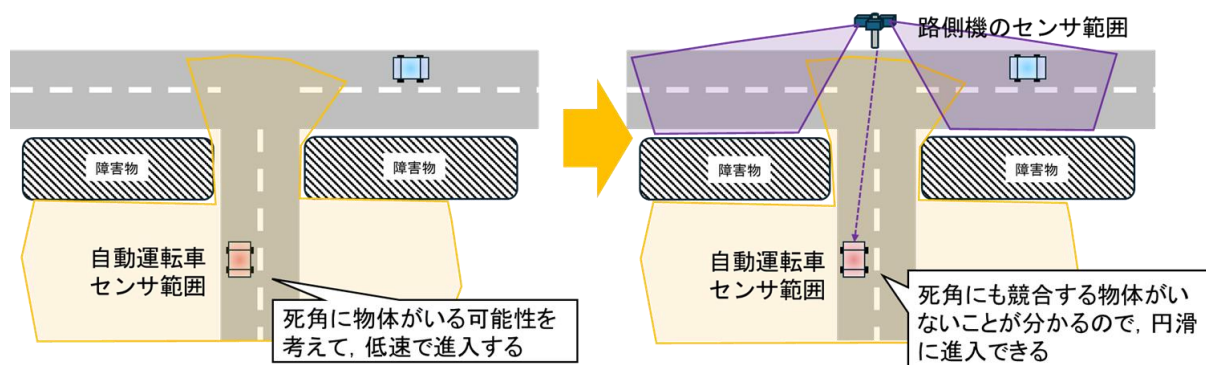 障害物
障害物
自動運転車
センサ範囲
死角に物体がいる可能性を
考えて，低速で進入する
路側機のセンサ範囲
障害物
障害物
自動運転車
センサ範囲
死角にも競合する物体がい
ないことが分かるので，円滑
に進入できる